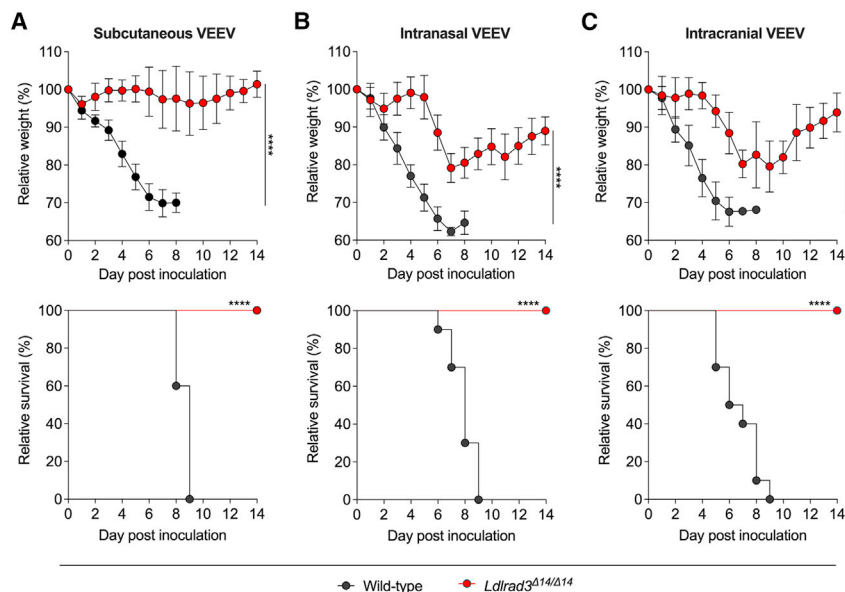 A
Subcutaneous VEEV
110
100
90
80
70
60
Relative weight (%)
****
0 2 4 6 8 10 12 14
Day post inoculation
B
Intranasal VEEV
110
100
90
80
70
60
Relative weight (%)
****
0 2 4 6 8 10 12 14
Day post inoculation
C
Intracranial VEEV
110
100
90
80
70
60
Relative weight (%)
0 2 4 6 8 10 12 14
Day post inoculation
100
80
60
40
20
0
Relative survival (%)
****
0 2 4 6 8 10 12 14
Day post inoculation
100
80
60
40
20
0
Relative survival (%)
****
0 2 4 6 8 10 12 14
Day post inoculation
100
80
60
40
20
0
Relative survival (%)
****
0 2 4 6 8 10 12 14
Day post inoculation
Wild-type Ldlrad3Δ14/Δ14